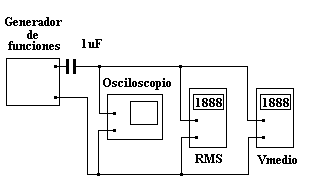 Generador
de
funciones
1uF
Osciloscopio
1888
1888
RMS
Vmedio